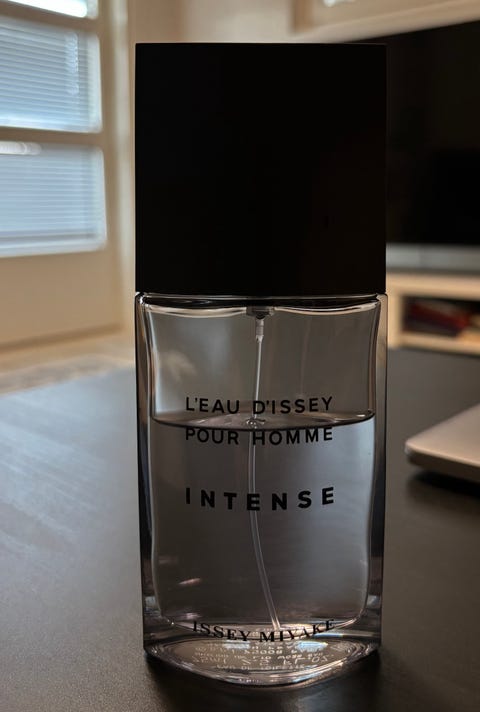 L'EAU D'ISSEY
POUR HOMME
INTENSE
ISSEY MIYAKE